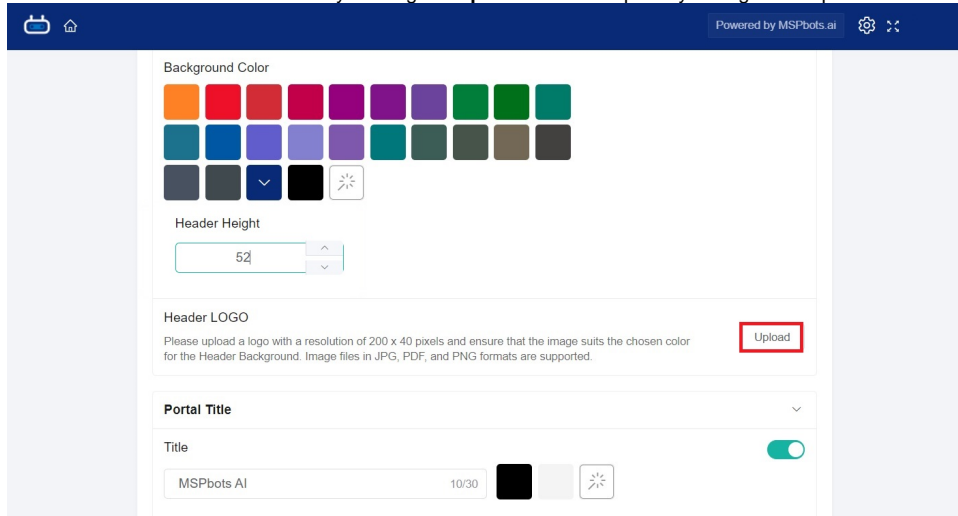 Powered by MSPbots.ai
Background Color
Header Height
52
Header LOGO
Please upload a logo with a resolution of 200 x 40 pixels and ensure that the image suits the chosen color
for the Header Background. Image files in JPG, PDF, and PNG formats are supported.
Upload
Portal Title
Title
MSPbots AI
10/30